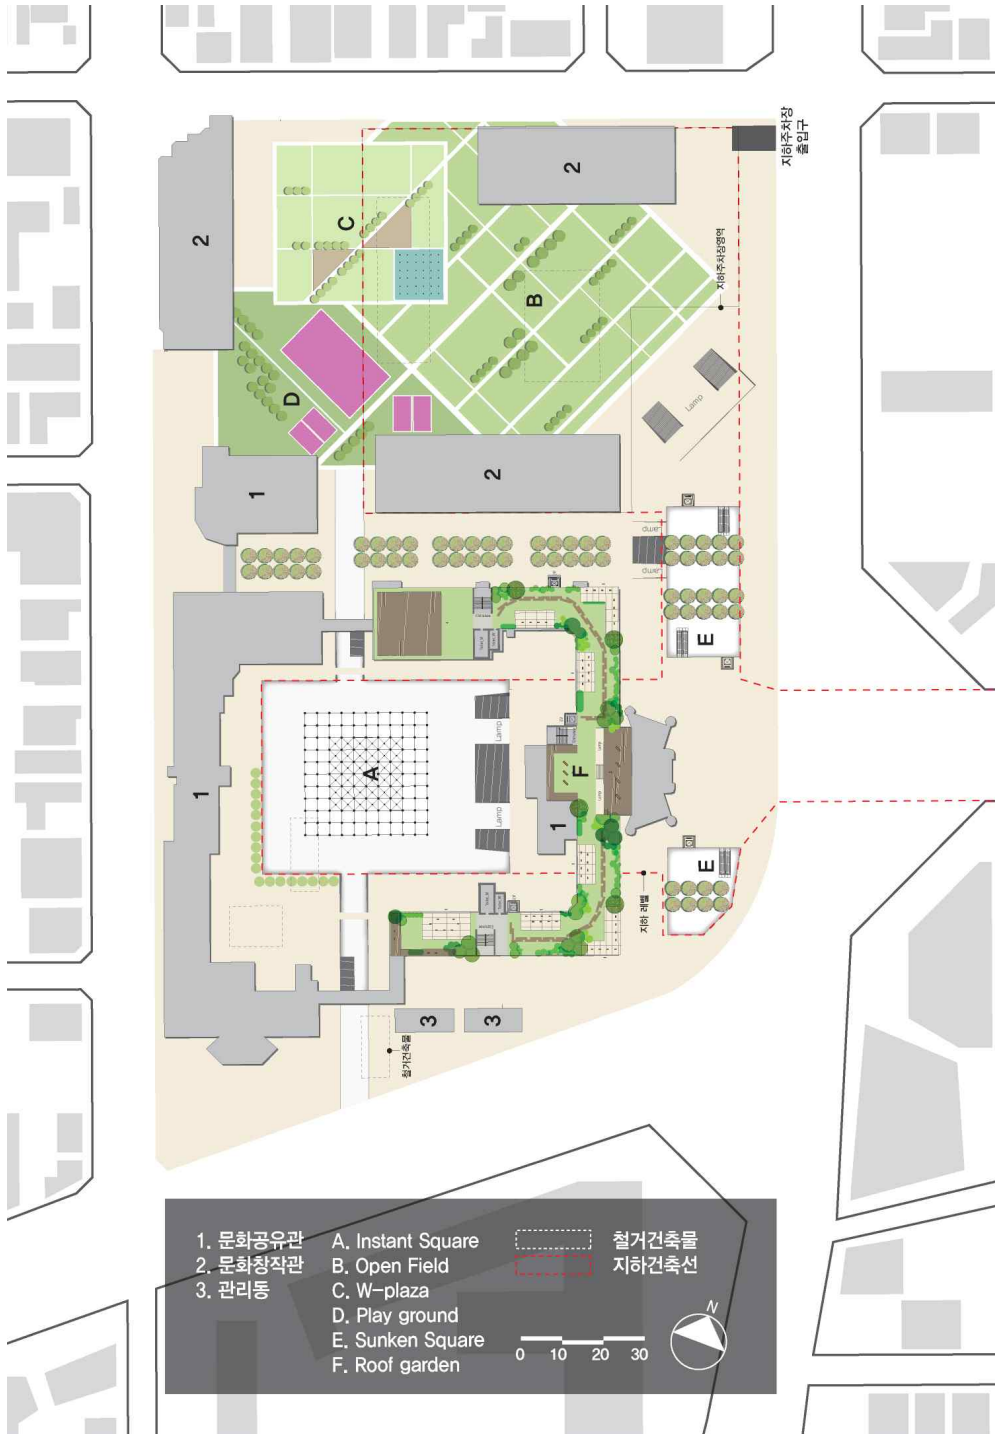 지하주차장
출입구
2
2
C
지하주차장영역
B
D
Lamp
2
1
Lamp
Lamp
E
Lamp
A
F
1
1
Lamp
E
지하 레벨
3
3
철거건축물
1. 문화공유관
2. 문화창작관
3. 관리동
A. Instant Square
B. Open Field
C. W-plaza
D. Play ground
E. Sunken Square
F. Roof garden
철거건축물
지하건축선
0 10 20 30
N